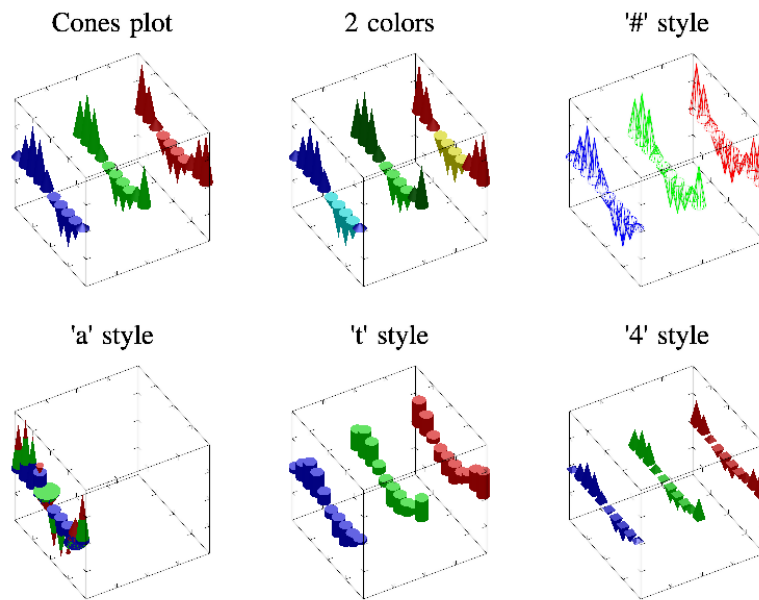 Cones plot
2 colors
'#' style
'a' style
't' style
'4' style